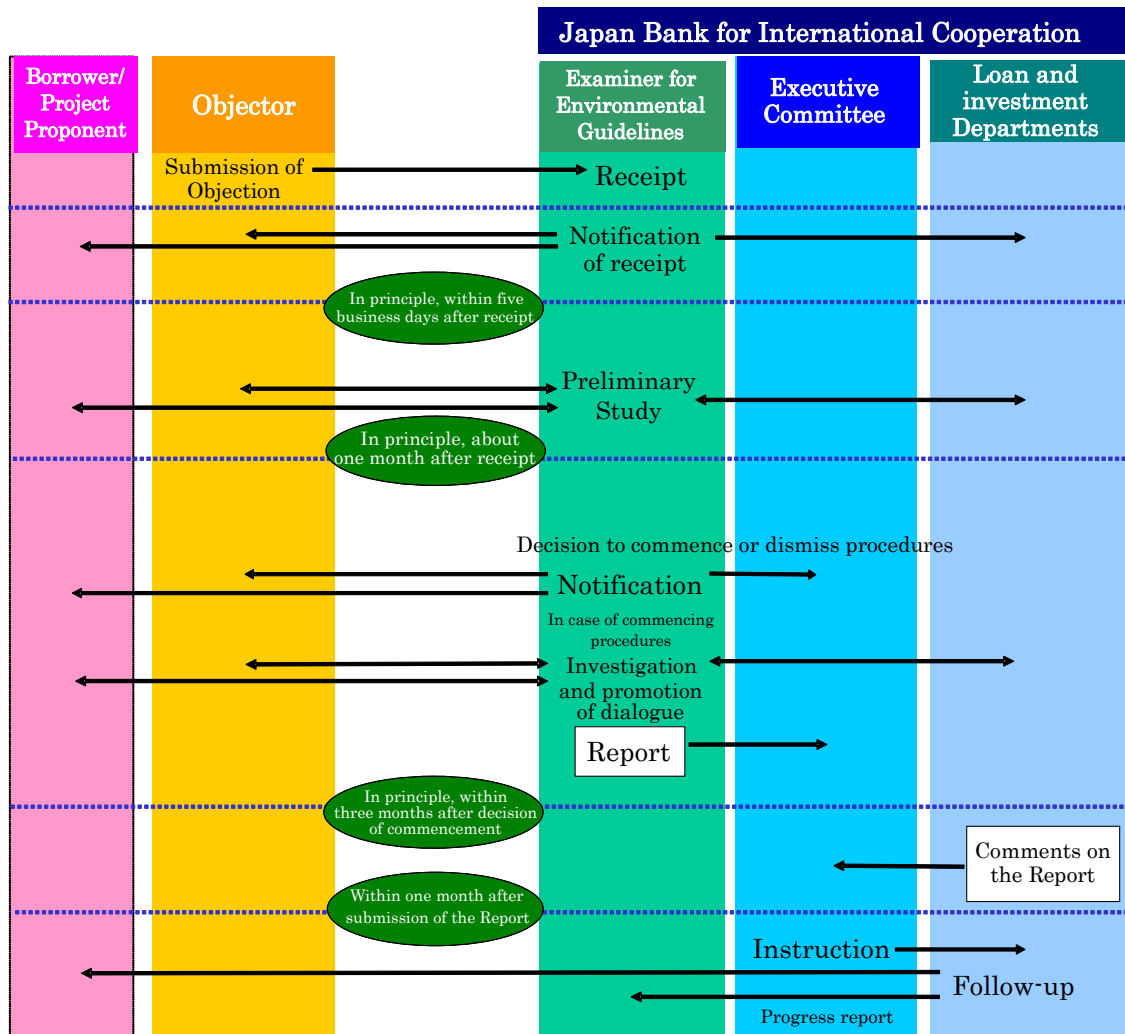 Japan Bank for International Cooperation
Borrower/
Project
Proponent
Objector
Examiner for
Environmental
Guidelines
Executive
Committee
Loan and
investment
Departments
Submission of
Objection
Receipt
Notification
of receipt
In principle, within five
business days after receipt
Preliminary
Study
In principle, about
one month after receipt
Decision to commence or dismiss procedures
Notification
In case of commencing
procedures
Investigation
and promotion
of dialogue
Report
In principle, within
three months after decision
of commencement
Comments on
the Report
Within one month after
submission of the Report
Instruction
Follow-up
Progress report